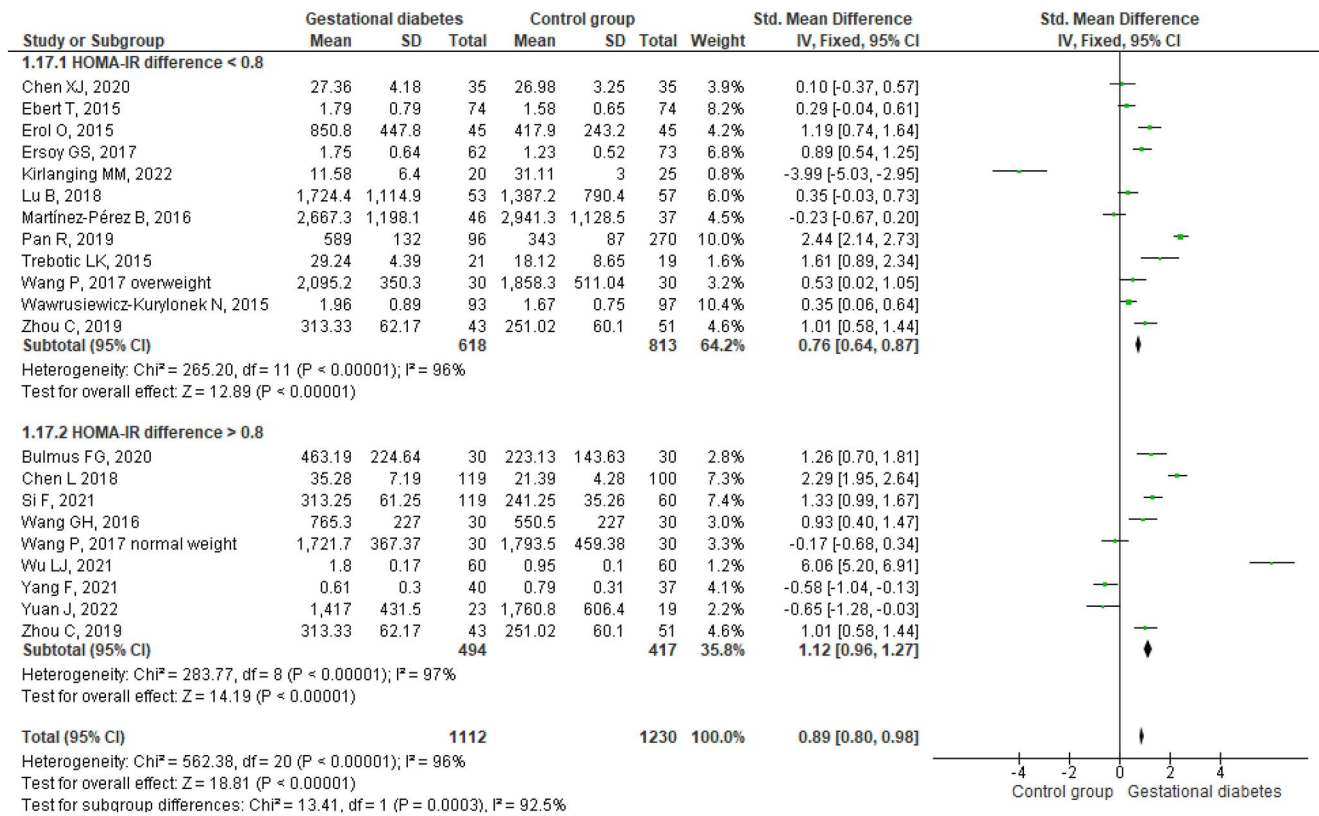 Gestational diabetes Control group Std. Mean Difference Std. Mean Difference
Study or Subgroup Mean SD Total Mean SD Total Weight IV, Fixed, 95% CI IV, Fixed, 95% CI
1.17.1 HOMA-IR difference < 0.8
Chen XJ, 2020 27.36 4.18 35 26.98 3.25 35 3.9% 0.10 [-0.37, 0.57]
Ebert T, 2015 1.79 0.79 74 1.58 0.65 74 8.2% 0.29 [-0.04, 0.61]
Erol O, 2015 850.8 447.8 45 417.9 243.2 45 4.2% 1.19 [0.74, 1.64]
Ersoy GS, 2017 1.75 0.64 62 1.23 0.52 73 6.8% 0.89 [0.54, 1.25]
Kirlanging MM, 2022 11.58 6.4 20 31.11 3 25 0.8% -3.99 [-5.03, -2.95]
Lu B, 2018 1,724.4 1,114.9 53 1,387.2 790.4 57 6.0% 0.35 [-0.03, 0.73]
Martínez-Pérez B, 2016 2,667.3 1,198.1 46 2,941.3 1,128.5 37 4.5% -0.23 [-0.67, 0.20]
Pan R, 2019 589 132 96 343 87 270 10.0% 2.44 [2.14, 2.73]
Trebotic LK, 2015 29.24 4.39 21 18.12 8.65 19 1.6% 1.61 [0.89, 2.34]
Wang P, 2017 overweight 2,095.2 350.3 30 1,858.3 511.04 30 3.2% 0.53 [0.02, 1.05]
Wawrusiewicz-Kurylonek N, 2015 1.96 0.89 93 1.67 0.75 97 10.4% 0.35 [0.06, 0.64]
Zhou C, 2019 313.33 62.17 43 251.02 60.1 51 4.6% 1.01 [0.58, 1.44]
Subtotal (95% CI) 618 813 64.2% 0.76 [0.64, 0.87]
Heterogeneity: Chi² = 265.20, df = 11 (P < 0.00001); I² = 96%
Test for overall effect: Z = 12.89 (P < 0.00001)
1.17.2 HOMA-IR difference > 0.8
Bulmus FG, 2020 463.19 224.64 30 223.13 143.63 30 2.8% 1.26 [0.70, 1.81]
Chen L 2018 35.28 7.19 119 21.39 4.28 100 7.3% 2.29 [1.95, 2.64]
Si F, 2021 313.25 61.25 119 241.25 35.26 60 7.4% 1.33 [0.99, 1.67]
Wang GH, 2016 765.3 227 30 550.5 227 30 3.0% 0.93 [0.40, 1.47]
Wang P, 2017 normal weight 1,721.7 367.37 30 1,793.5 459.38 30 3.3% -0.17 [-0.68, 0.34]
Wu LJ, 2021 1.8 0.17 60 0.95 0.1 60 1.2% 6.06 [5.20, 6.91]
Yang F, 2021 0.61 0.3 40 0.79 0.31 37 4.1% -0.58 [-1.04, -0.13]
Yuan J, 2022 1,417 431.5 23 1,760.8 606.4 19 2.2% -0.65 [-1.28, -0.03]
Zhou C, 2019 313.33 62.17 43 251.02 60.1 51 4.6% 1.01 [0.58, 1.44]
Subtotal (95% CI) 494 417 35.8% 1.12 [0.96, 1.27]
Heterogeneity: Chi² = 283.77, df = 8 (P < 0.00001); I² = 97%
Test for overall effect: Z = 14.19 (P < 0.00001)
Total (95% CI) 1112 1230 100.0% 0.89 [0.80, 0.98]
Heterogeneity: Chi² = 562.38, df = 20 (P < 0.00001); I² = 96%
Test for overall effect: Z = 18.81 (P < 0.00001)
Test for subgroup differences: Chi² = 13.41, df = 1 (P = 0.0003), I² = 92.5%
-4 -2 0 2 4
Control group Gestational diabetes